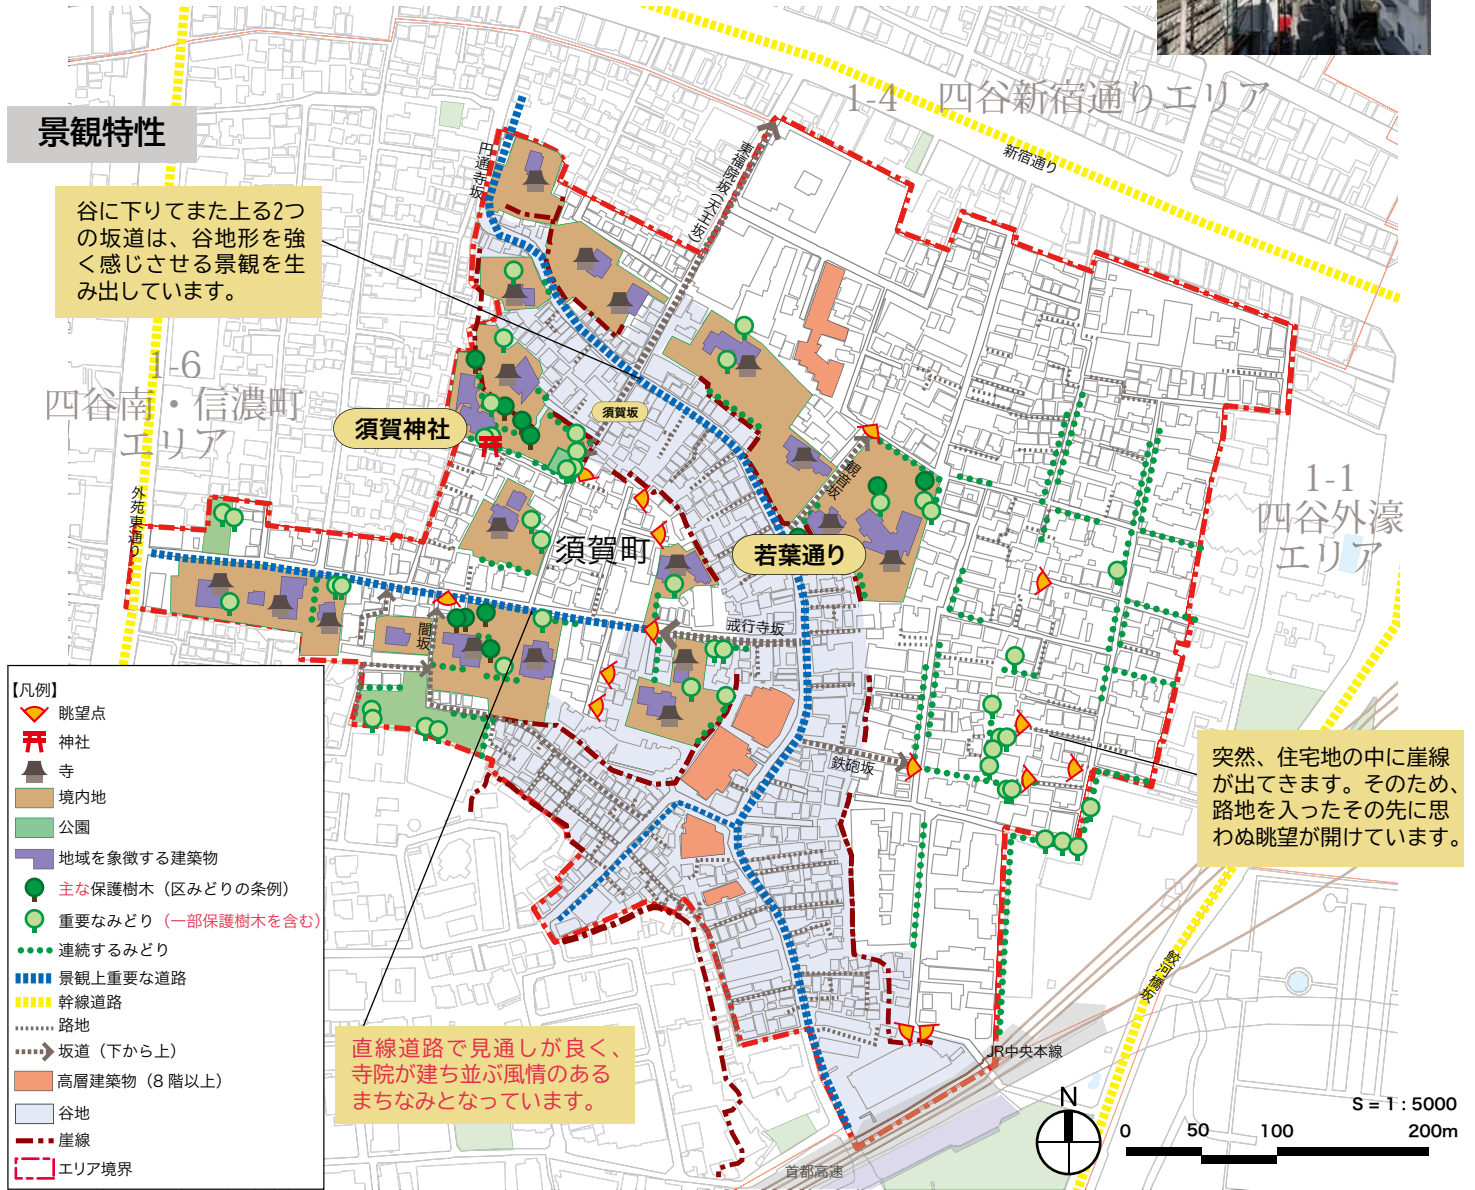 景観特性
1-4 四谷新宿通りエリア
新宿通り
円通寺坂
東福院坂(天王坂)
谷に下りてまた上る2つ
の坂道は、谷地形を強
く感じさせる景観を生
み出しています。
1-6
四谷南・信濃町
エリア
須賀神社
須賀坂
観音坂
1-1
四谷外濠
エリア
外苑東通り
須賀町
若葉通り
戒行寺坂
闇坂
鉄砲坂
突然、住宅地の中に崖線
が出てきます。そのため、
路地を入ったその先に思
わぬ眺望が開けています。
【凡例】
眺望点
神社
寺
境内地
公園
地域を象徴する建築物
主な保護樹木（区みどりの条例）
重要なみどり（一部保護樹木を含む）
連続するみどり
景観上重要な道路
幹線道路
路地
坂道（下から上）
高層建築物（8 階以上）
谷地
崖線
エリア境界
直線道路で見通しが良く、
寺院が建ち並ぶ風情のある
まちなみとなっています。
鮫河橋坂
JR中央本線
首都高速
N
S = 1 : 5000
0 50 100 200m